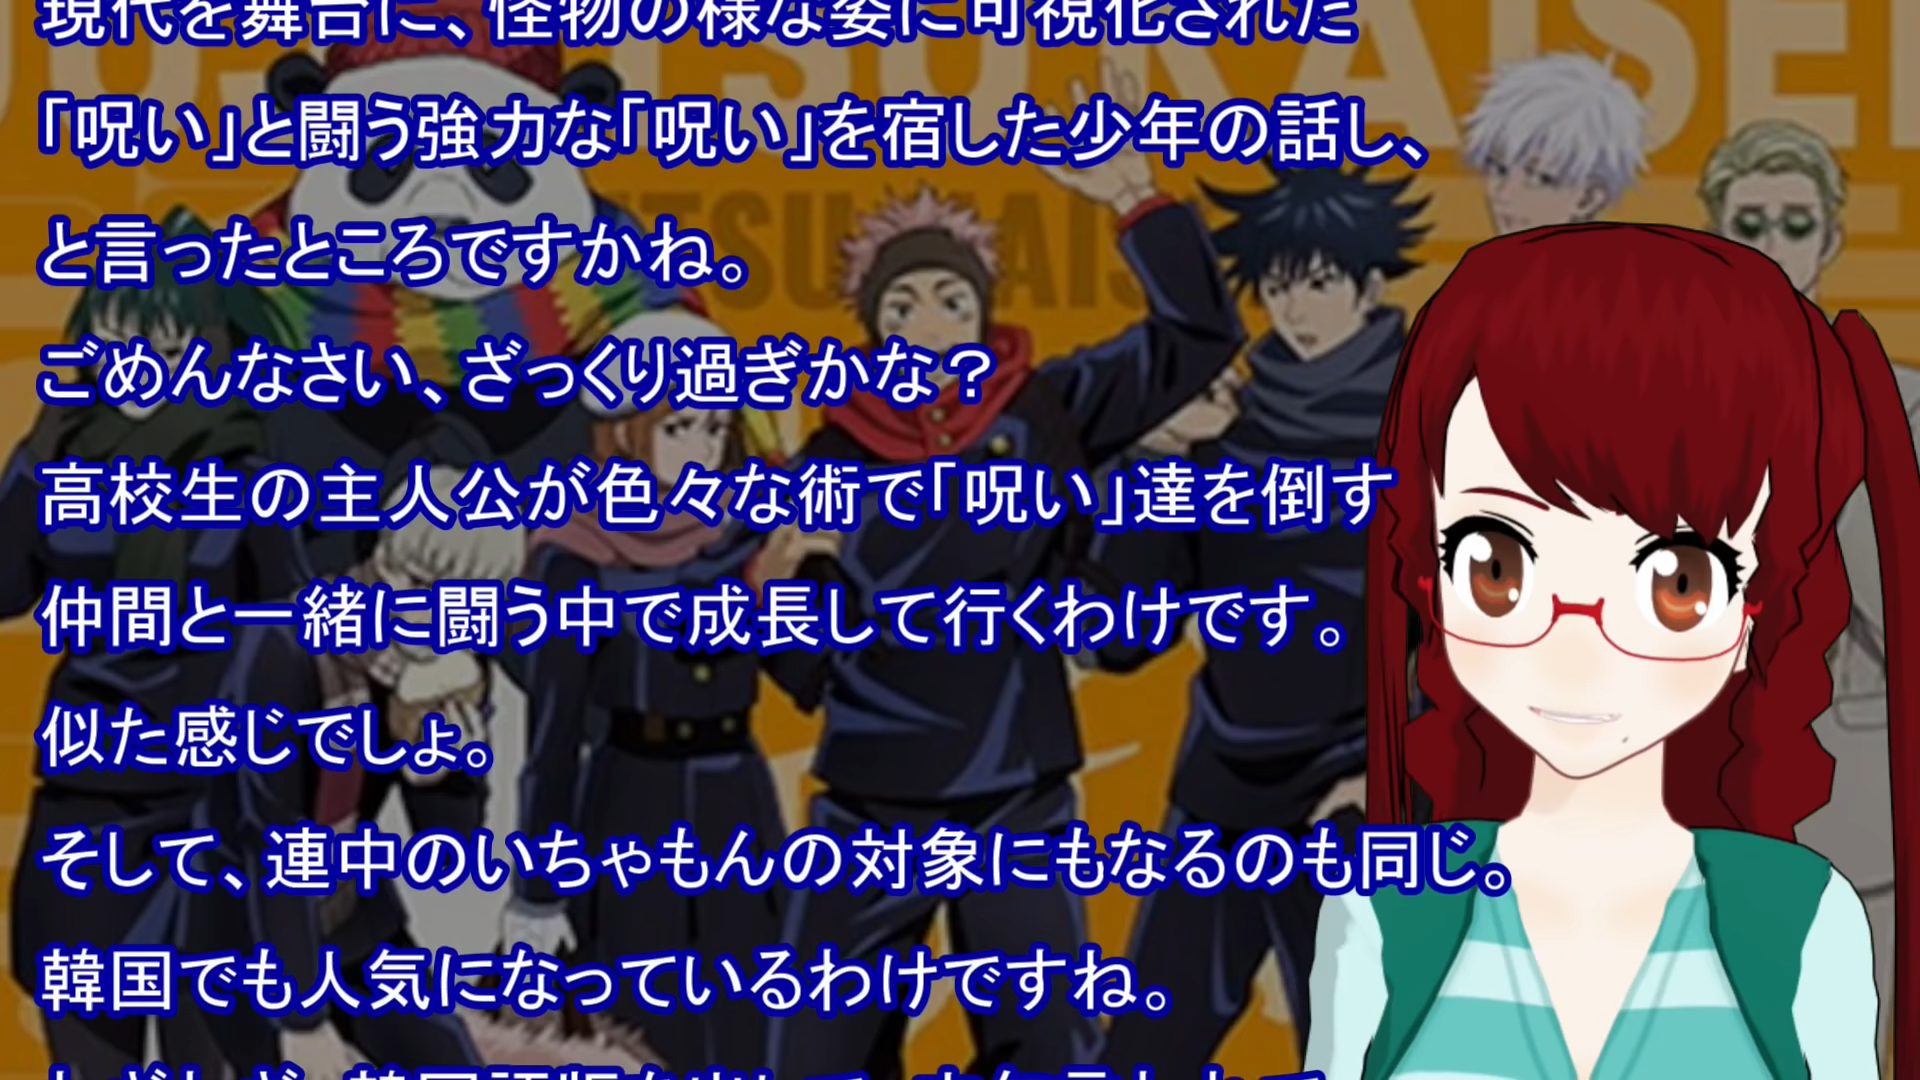 JUJUTSU KAISEN
現代を舞台に、怪物の様な姿に可視化された
「呪い」と闘う強力な「呪い」を宿した少年の話し、
と言ったところですかね。
ごめんなさい、ざっくり過ぎかな？
高校生の主人公が色々な術で「呪い」達を倒す
仲間と一緒に闘う中で成長して行くわけです。
似た感じでしょ。
そして、連中のいちゃもんの対象にもなるのも同じ。
韓国でも人気になっているわけですね。